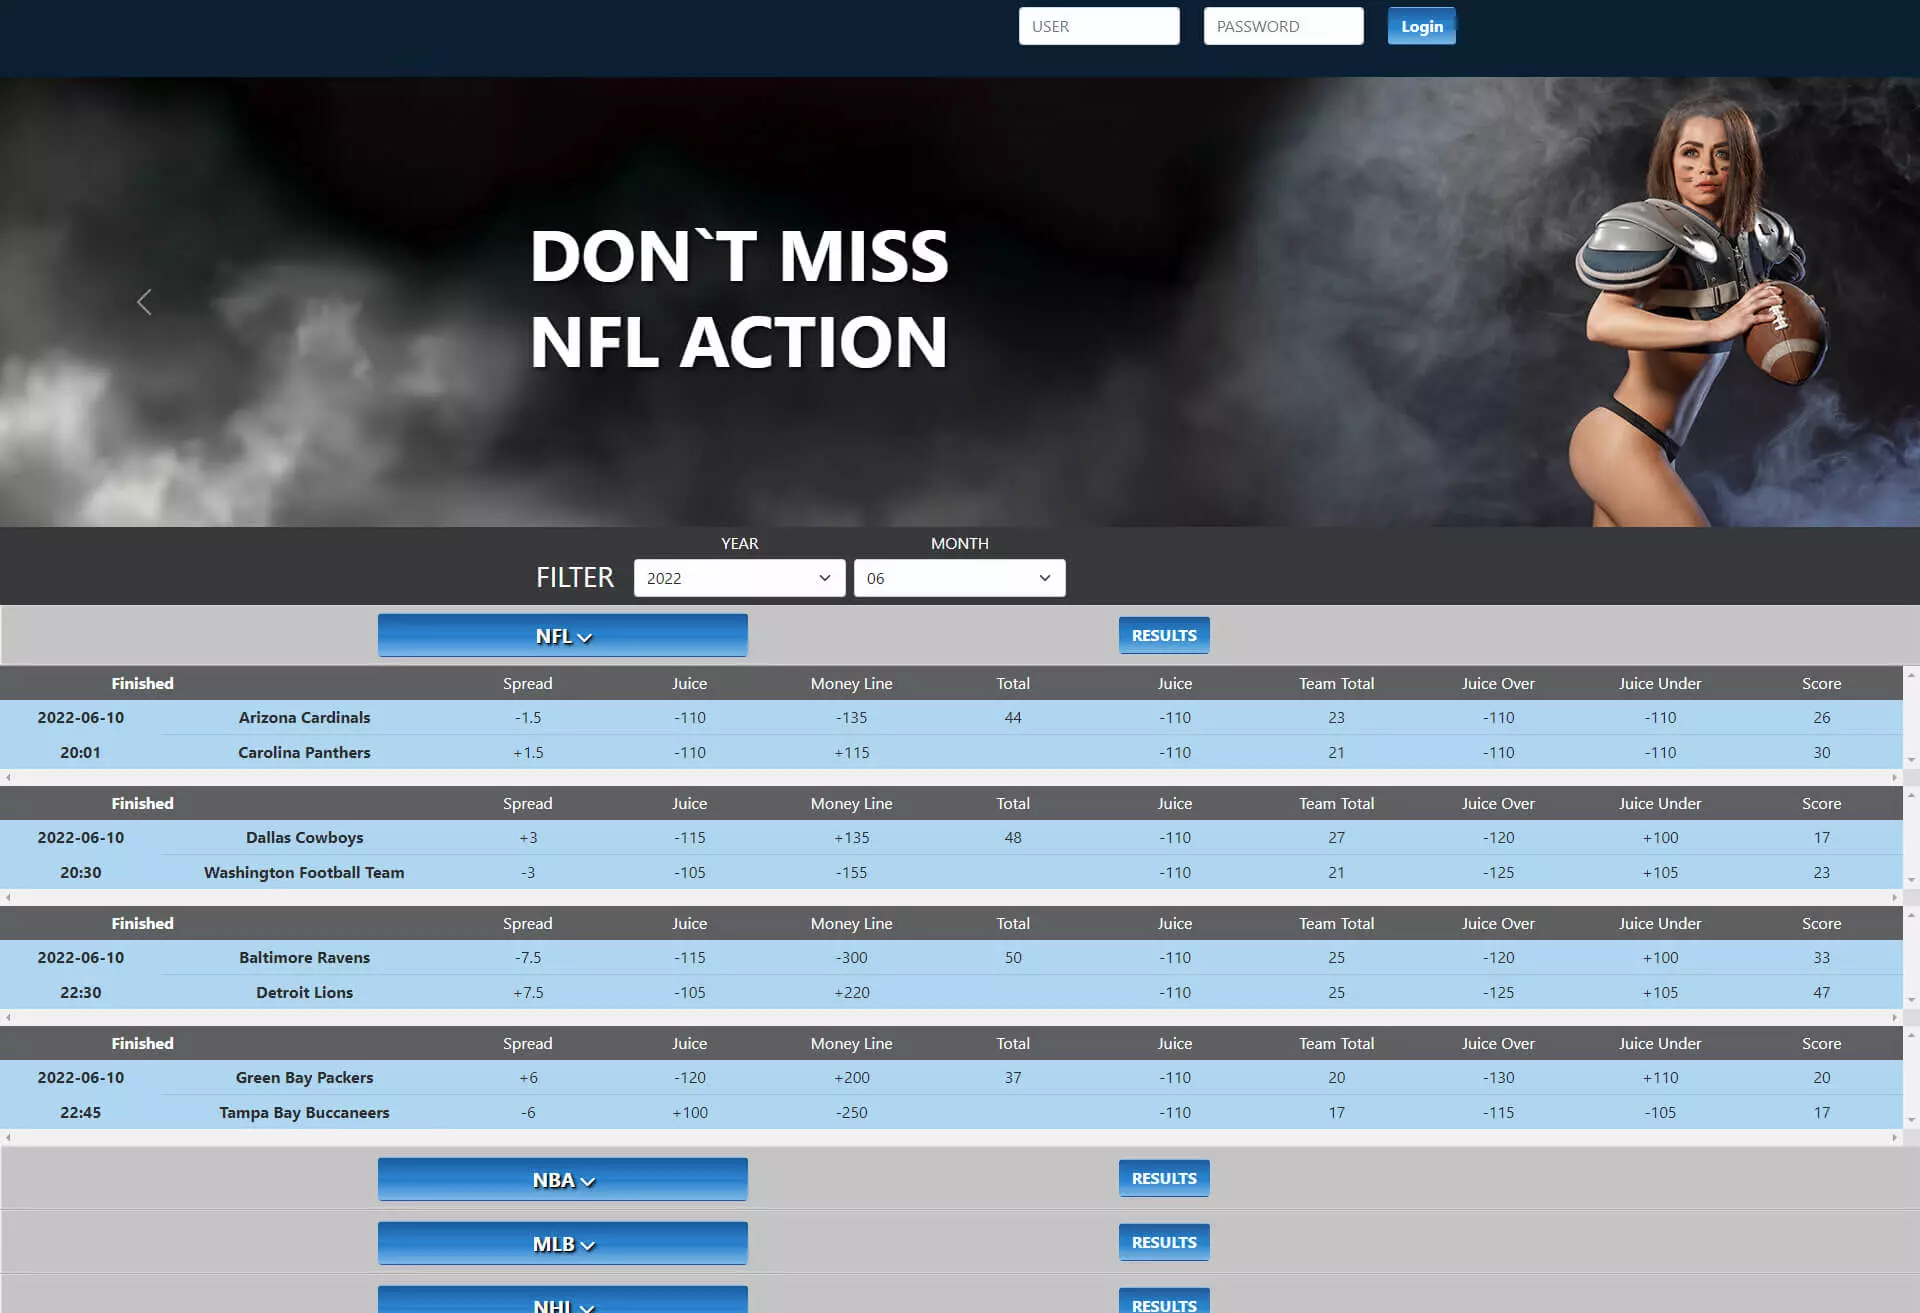 USER PASSWORD Login
DON`T MISS
NFL ACTION
YEAR MONTH
FILTER 2022 06
NFL RESULTS
Finished Spread Juice Money Line Total Juice Team Total Juice Over Juice Under Score
2022-06-10 Arizona Cardinals -1.5 -110 -135 44 -110 23 -110 -110 26
20:01 Carolina Panthers +1.5 -110 +115 -110 21 -110 -110 30
Finished Spread Juice Money Line Total Juice Team Total Juice Over Juice Under Score
2022-06-10 Dallas Cowboys +3 -115 +135 48 -110 27 -120 +100 17
20:30 Washington Football Team -3 -105 -155 -110 21 -125 +105 23
Finished Spread Juice Money Line Total Juice Team Total Juice Over Juice Under Score
2022-06-10 Baltimore Ravens -7.5 -115 -300 50 -110 25 -120 +100 33
22:30 Detroit Lions +7.5 -105 +220 -110 25 -125 +105 47
Finished Spread Juice Money Line Total Juice Team Total Juice Over Juice Under Score
2022-06-10 Green Bay Packers +6 -120 +200 37 -110 20 -130 +110 20
22:45 Tampa Bay Buccaneers -6 +100 -250 -110 17 -115 -105 17
NBA RESULTS
MLB RESULTS
NHL RESULTS